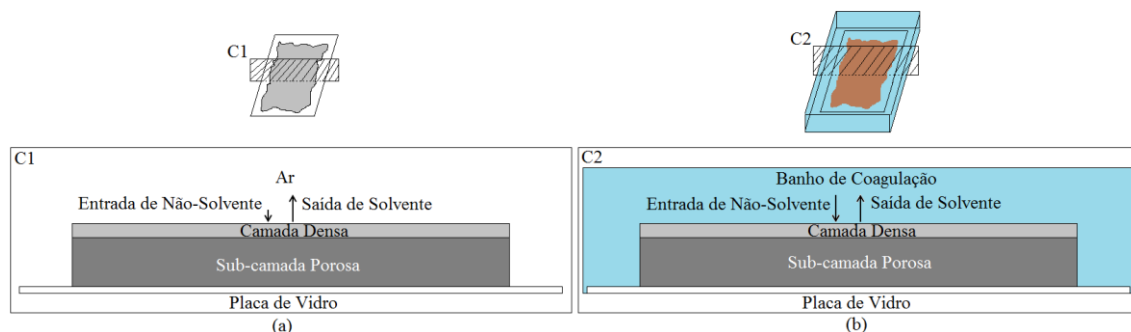 C1
C2
C1
Ar
Entrada de Não-Solvente
Saída de Solvente
Camada Densa
Sub-camada Porosa
Placa de Vidro
(a)
C2
Banho de Coagulação
Entrada de Não-Solvente
Saída de Solvente
Camada Densa
Sub-camada Porosa
Placa de Vidro
(b)